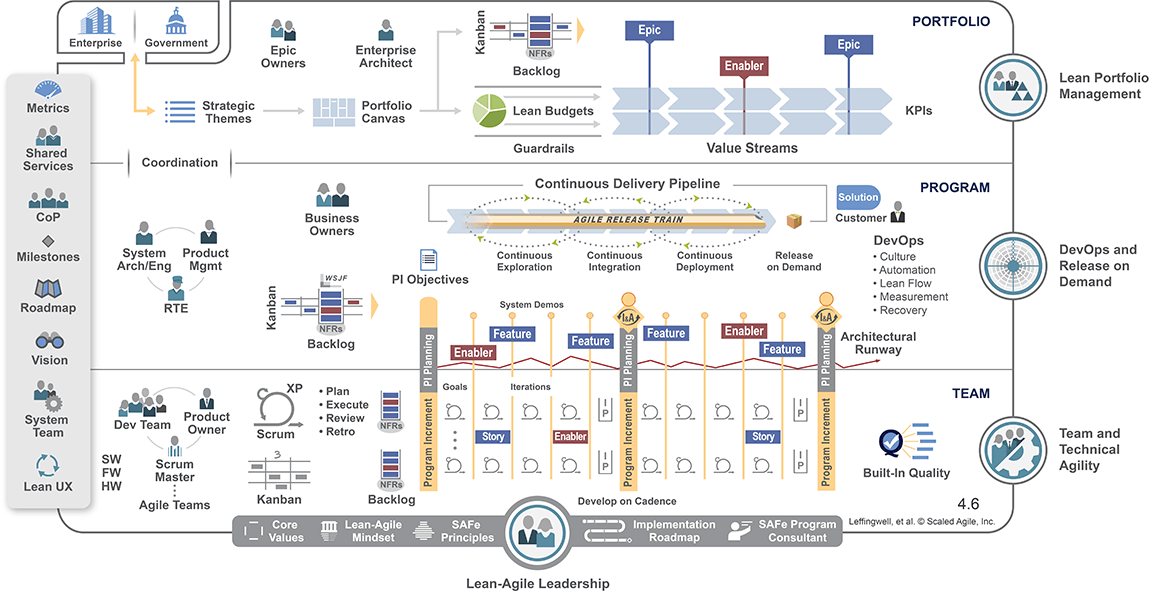 Enterprise
Government
Epic
Owners
Enterprise
Architect
Kanban
NFRs
Backlog
Epic
Enabler
Epic
PORTFOLIO
Lean Portfolio
Management
Strategic
Themes
Portfolio
Canvas
Lean Budgets
Guardrails
Value Streams
KPIs
Metrics
Shared
Services
CoP
Milestones
Roadmap
Vision
System
Team
Lean UX
Coordination
Business
Owners
Continuous Delivery Pipeline
AGILE RELEASE TRAIN
Continuous
Exploration
Continuous
Integration
Continuous
Deployment
Release
on Demand
Solution
Customer
PROGRAM
DevOps
• Culture
• Automation
• Lean Flow
• Measurement
• Recovery
DevOps and
Release on
Demand
System
Arch/Eng
Product
Mgmt
RTE
Kanban
WSJF
NFRs
Backlog
PI Objectives
System Demos
PI Planning
Enabler
Feature
Feature
I&A
PI Planning
Feature
Enabler
Feature
I&A
PI Planning
Architectural
Runway
TEAM
Dev Team
Product
Owner
Scrum
Master
Agile Teams
SW
FW
HW
XP
Scrum
• Plan
• Execute
• Review
• Retro
3
Kanban
NFRs
NFRs
Backlog
Program Increment
Goals
Iterations
Story
Enabler
I P
I P
Program Increment
Story
I P
I P
Program Increment
Develop on Cadence
Built-In Quality
Team and
Technical
Agility
4.6
Leffingwell, et al. © Scaled Agile, Inc.
Core
Values
Lean-Agile
Mindset
SAFe
Principles
Implementation
Roadmap
SAFe Program
Consultant
Lean-Agile Leadership